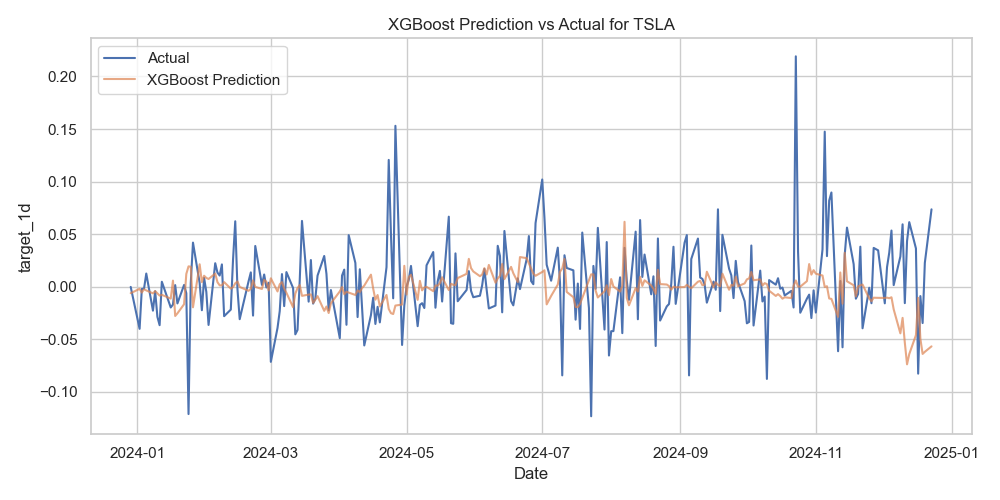 XGBoost Prediction vs Actual for TSLA
Actual
XGBoost Prediction
target_1d
0.20
0.15
0.10
0.05
0.00
−0.05
−0.10
2024-01
2024-03
2024-05
2024-07
2024-09
2024-11
2025-01
Date